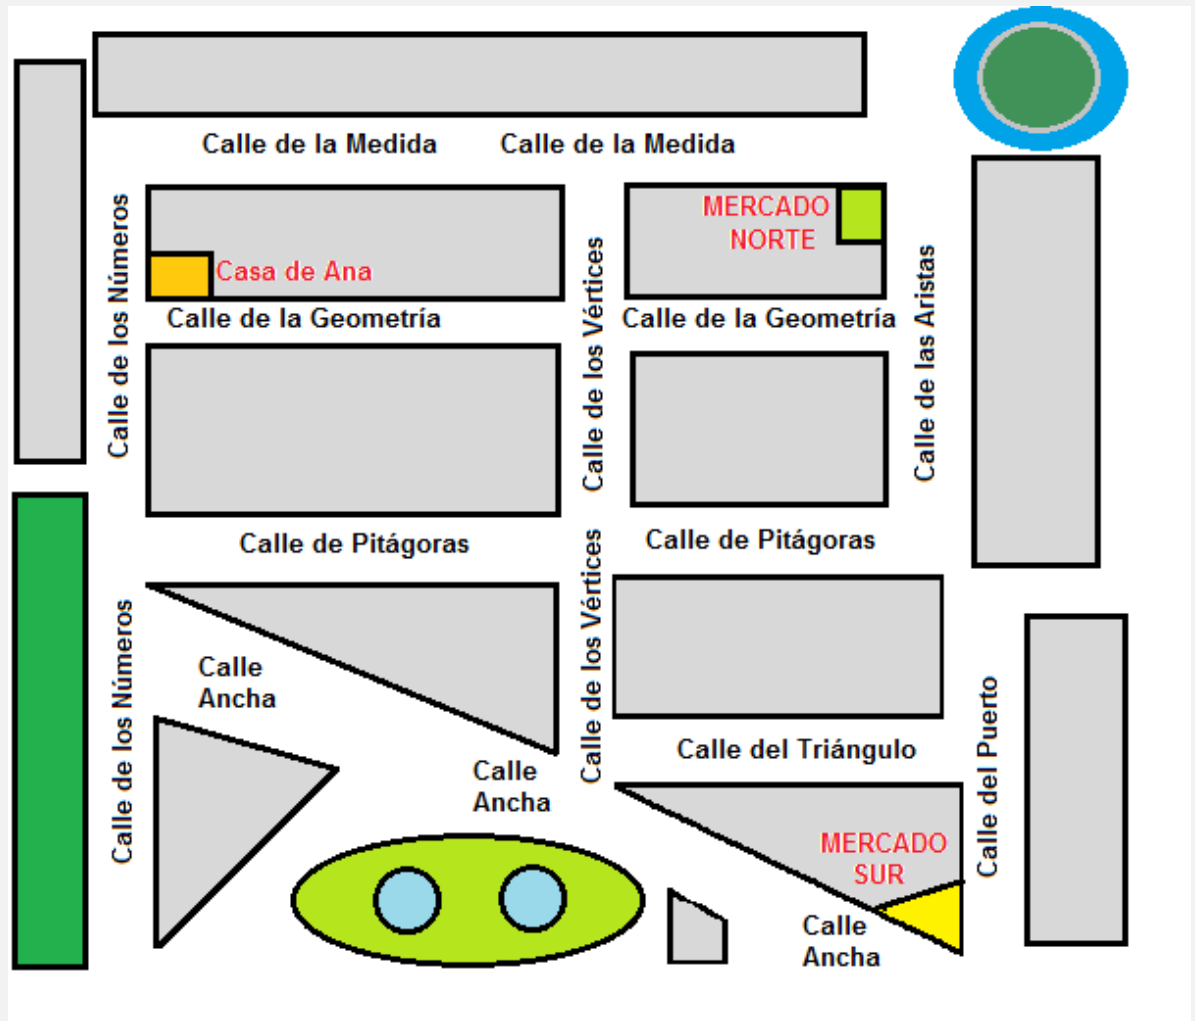 Calle de la Medida
Calle de la Medida
Calle de los Números
MERCADO
NORTE
Casa de Ana
Calle de los Vértices
Calle de las Aristas
Calle de la Geometría
Calle de la Geometría
Calle de Pitágoras
Calle de Pitágoras
Calle de los Números
Calle
Ancha
Calle de los Vértices
Calle del Triángulo
Calle del Puerto
Calle
Ancha
MERCADO
SUR
Calle
Ancha